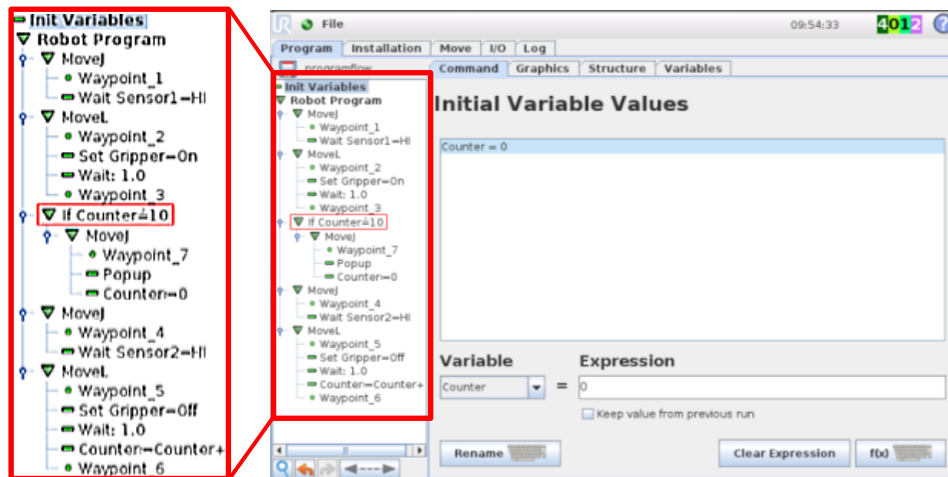 Init Variables
Robot Program
MoveJ
Waypoint_1
Wait Sensor1=HI
MoveL
Waypoint_2
Set Gripper=On
Wait: 1.0
Waypoint_3
If Counter≟10
MoveJ
Waypoint_7
Popup
Counter:=0
MoveJ
Waypoint_4
Wait Sensor2=HI
MoveL
Waypoint_5
Set Gripper=Off
Wait: 1.0
Counter:=Counter+
Waypoint_6
File
09:54:33
4012
?
Program Installation Move I/O Log
programflow
Command Graphics Structure Variables
Init Variables
Robot Program
MoveJ
Waypoint_1
Wait Sensor1=HI
MoveL
Waypoint_2
Set Gripper=On
Wait: 1.0
Waypoint_3
If Counter≟10
MoveJ
Waypoint_7
Popup
Counter:=0
MoveJ
Waypoint_4
Wait Sensor2=HI
MoveL
Waypoint_5
Set Gripper=Off
Wait: 1.0
Counter:=Counter+
Waypoint_6
Initial Variable Values
Counter = 0
Variable Expression
Counter = 0
Keep value from previous run
Rename Clear Expression f(x)